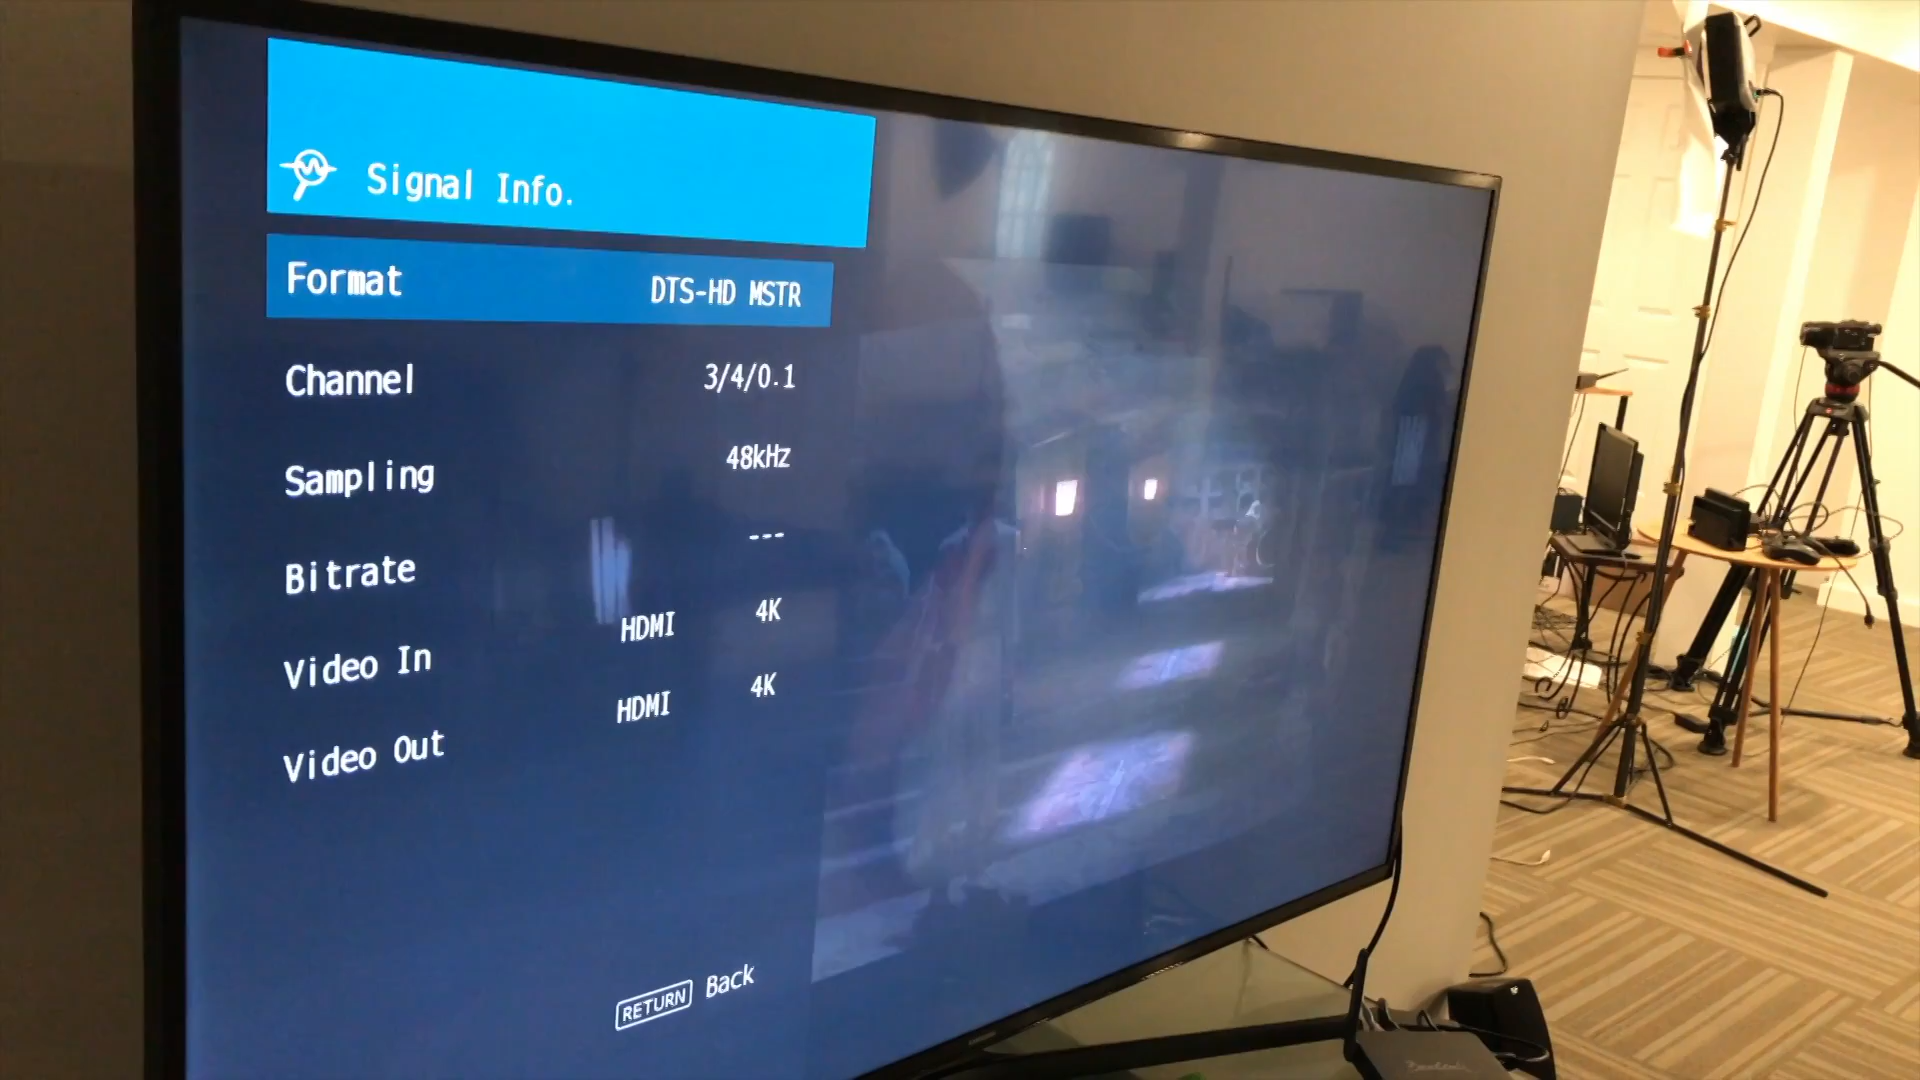 Signal Info.
Format DTS-HD MSTR
Channel 3/4/0.1
Sampling 48kHz
Bitrate ---
Video In HDMI 4K
Video Out HDMI 4K
RETURN Back